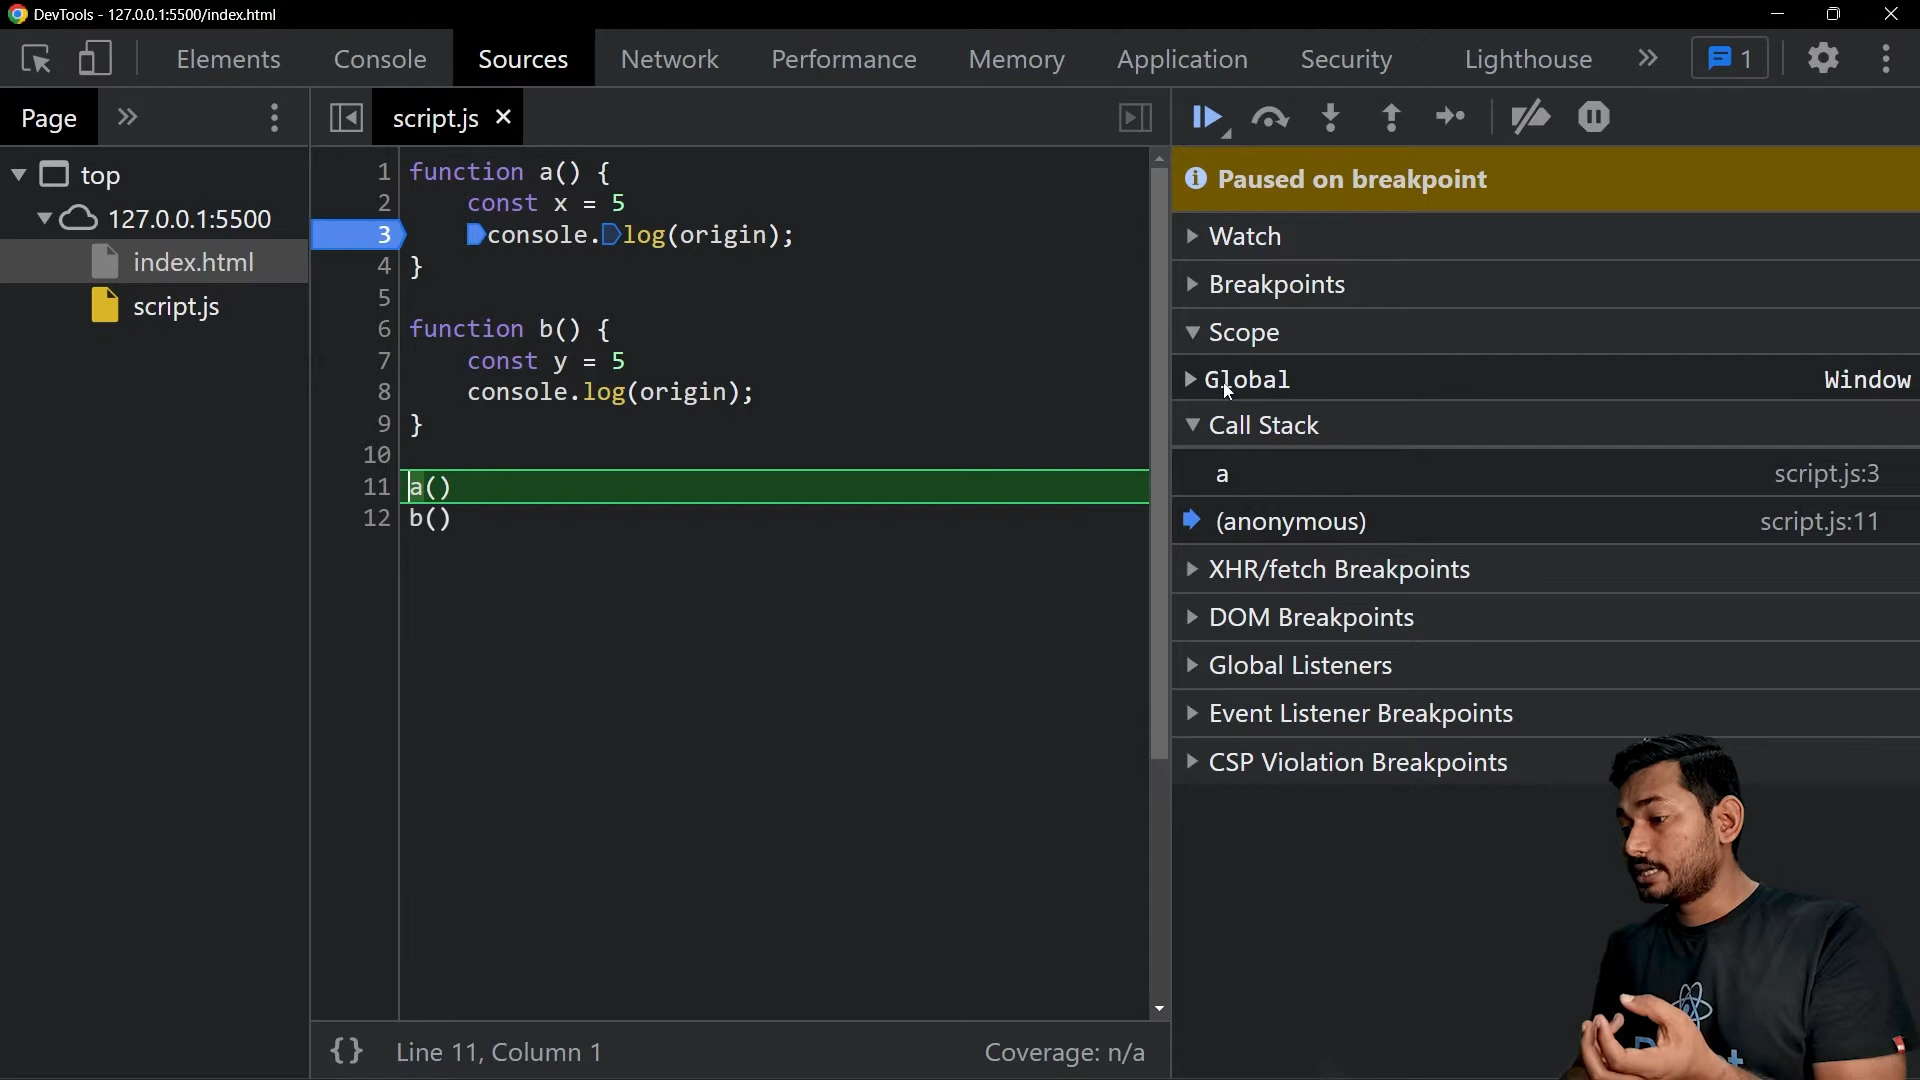 DevTools - 127.0.0.1:5500/index.html
Elements Console Sources Network Performance Memory Application Security Lighthouse » 1
Page »
script.js ×
top
127.0.0.1:5500
index.html
script.js
1 function a() {
2 const x = 5
3 console.log(origin);
4 }
5
6 function b() {
7 const y = 5
8 console.log(origin);
9 }
10
11 a()
12 b()
{} Line 11, Column 1 Coverage: n/a
Paused on breakpoint
Watch
Breakpoints
Scope
Global Window
Call Stack
a script.js:3
(anonymous) script.js:11
XHR/fetch Breakpoints
DOM Breakpoints
Global Listeners
Event Listener Breakpoints
CSP Violation Breakpoints